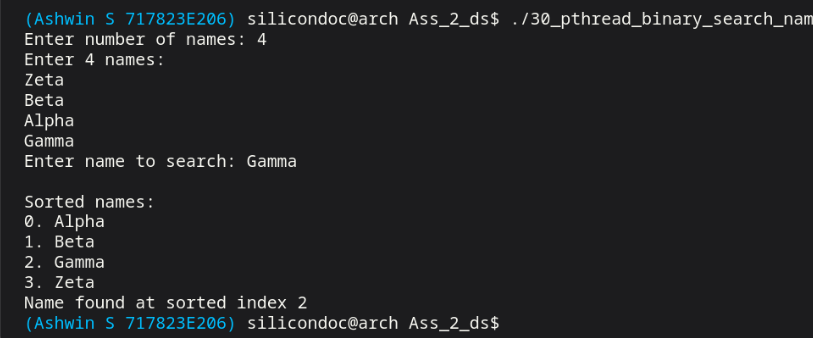 (Ashwin S 717823E206) silicondoc@arch Ass_2_ds$ ./30_pthread_binary_search_nam
Enter number of names: 4
Enter 4 names:
Zeta
Beta
Alpha
Gamma
Enter name to search: Gamma
Sorted names:
0. Alpha
1. Beta
2. Gamma
3. Zeta
Name found at sorted index 2
(Ashwin S 717823E206) silicondoc@arch Ass_2_ds$